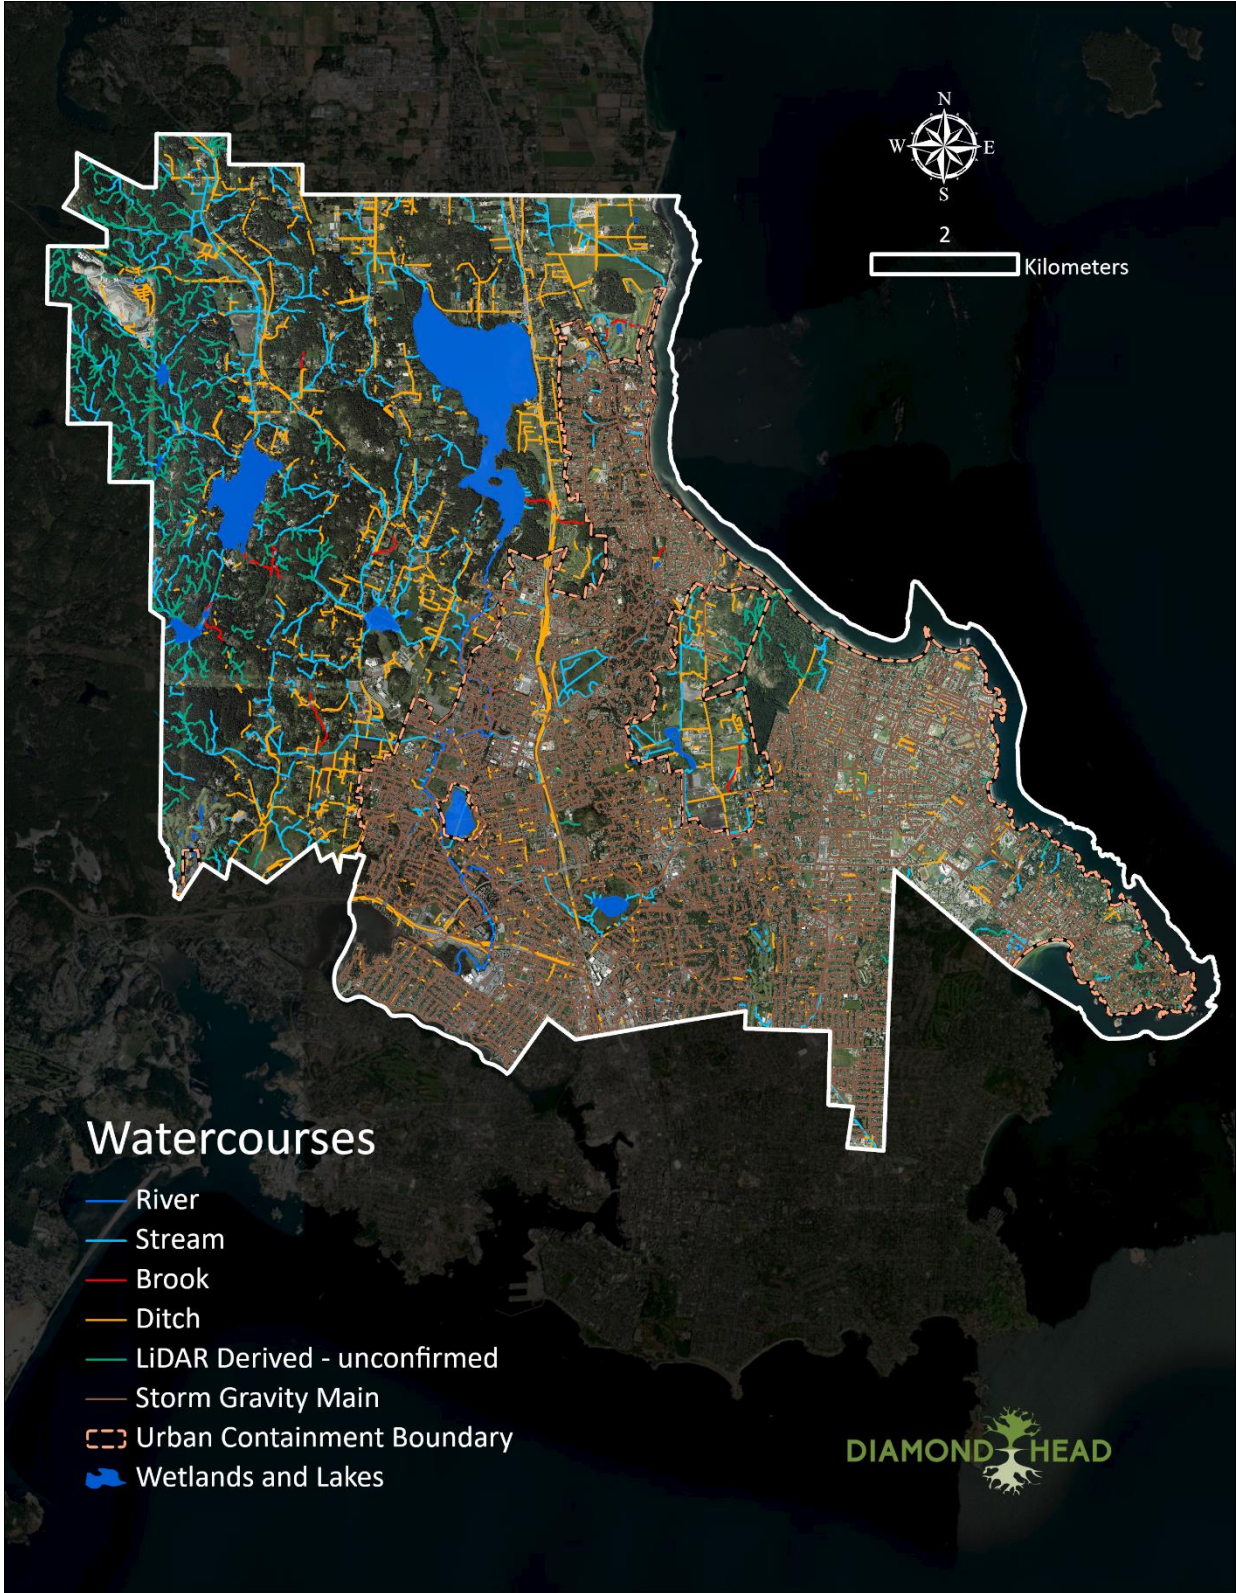 N
W E
S
2
Kilometers
Watercourses
River
Stream
Brook
Ditch
LiDAR Derived - unconfirmed
Storm Gravity Main
Urban Containment Boundary
Wetlands and Lakes
DIAMOND HEAD